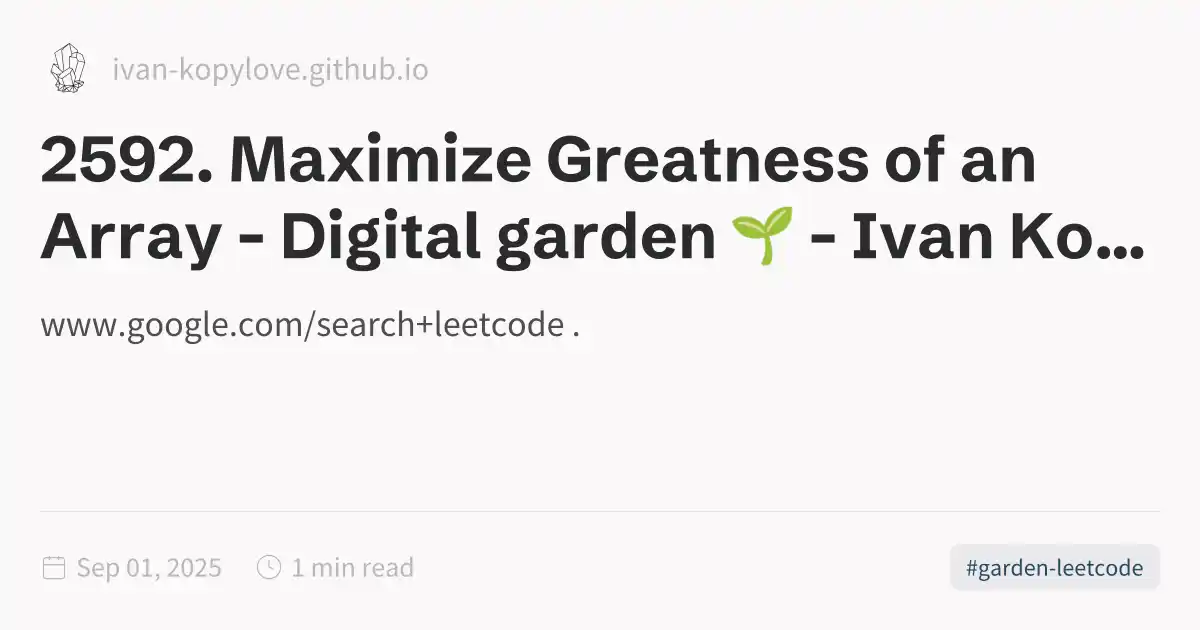 ivan-kopylove.github.io
2592. Maximize Greatness of an
Array - Digital garden 🌱 - Ivan Ko...
www.google.com/search+leetcode .
Sep 01, 2025 1 min read #garden-leetcode